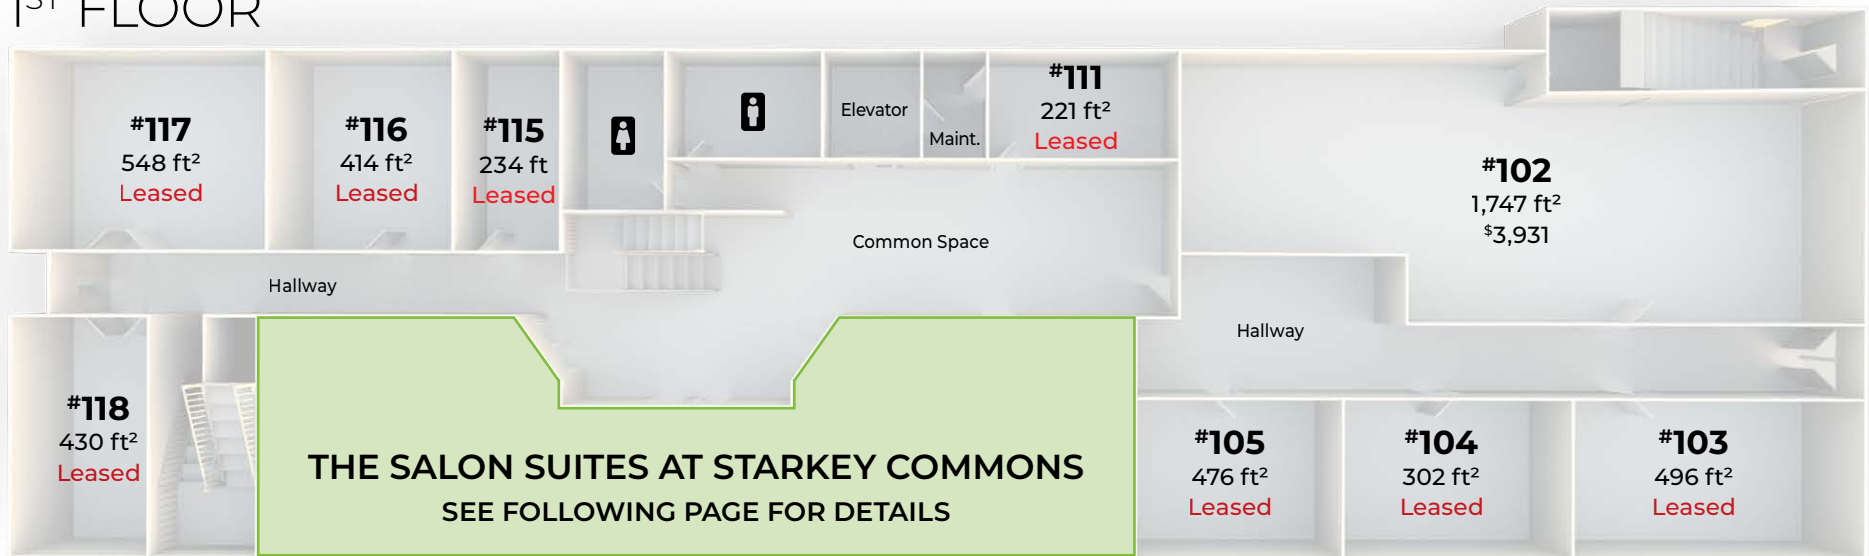 1ST FLOOR
#117
548 ft²
Leased
#116
414 ft²
Leased
#115
234 ft
Leased
Elevator
Maint.
#111
221 ft²
Leased
#102
1,747 ft²
$3,931
Common Space
Hallway
Hallway
#118
430 ft²
Leased
THE SALON SUITES AT STARKEY COMMONS
SEE FOLLOWING PAGE FOR DETAILS
#105
476 ft²
Leased
#104
302 ft²
Leased
#103
496 ft²
Leased